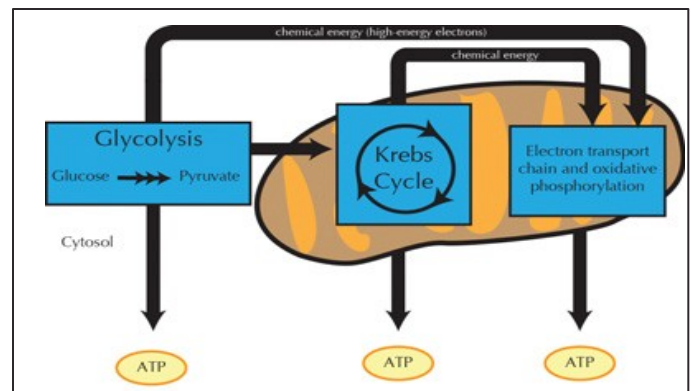 chemical energy (high-energy electrons)
chemical energy
Glycolysis
Glucose Pyruvate
Krebs
Cycle
Electron transport
chain and oxidative
phosphorylation
Cytosol
ATP
ATP
ATP